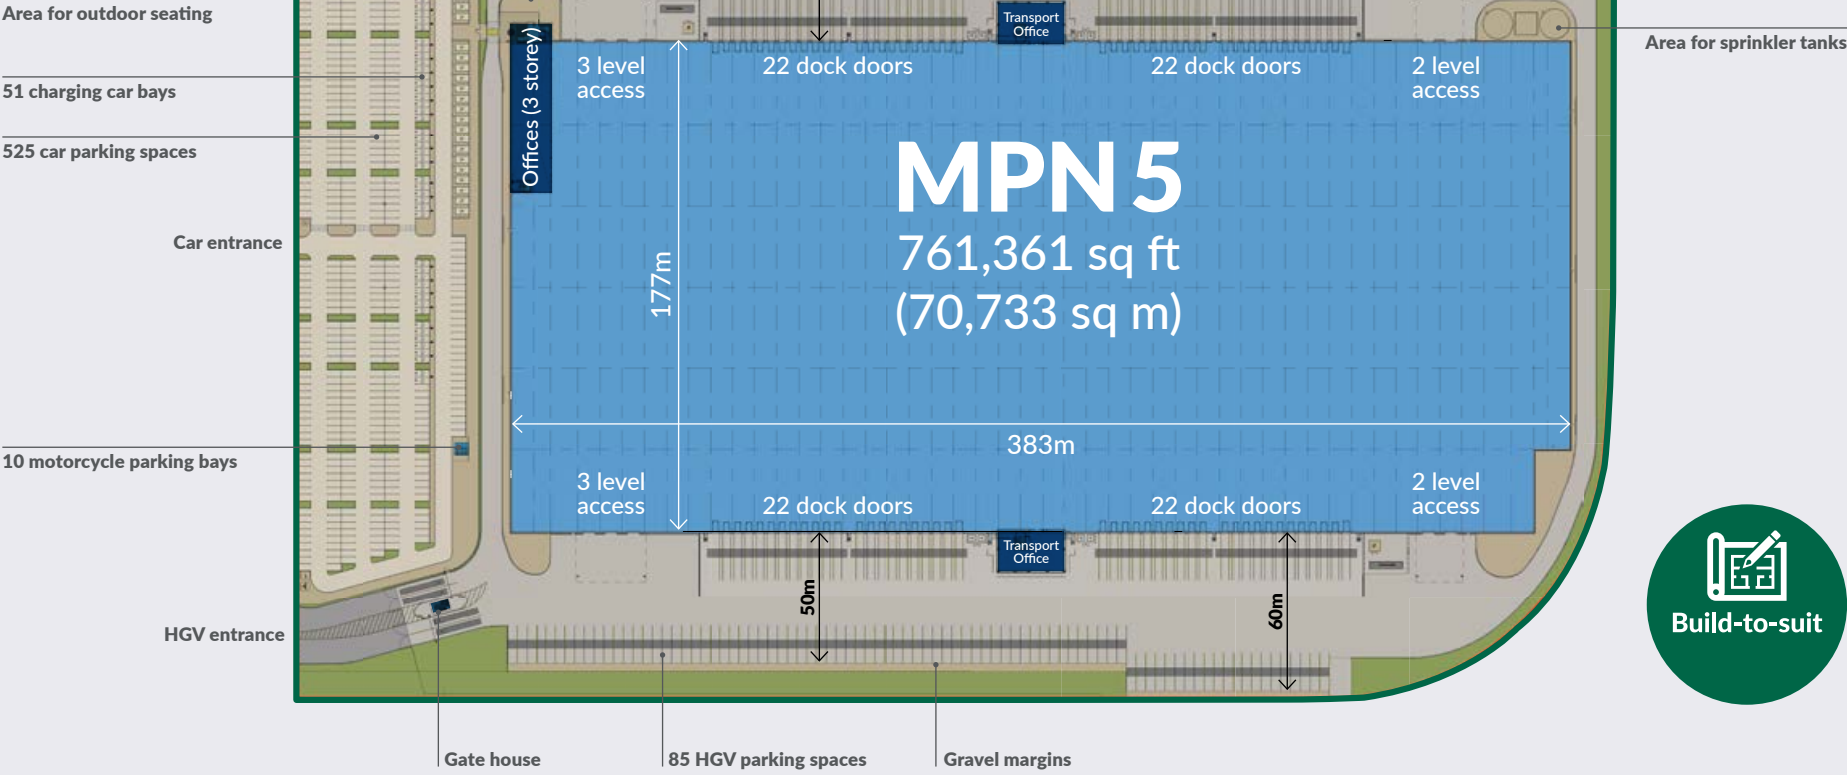 Area for outdoor seating
51 charging car bays
525 car parking spaces
Car entrance
10 motorcycle parking bays
HGV entrance
Offices (3 storey)
Transport
Office
Area for sprinkler tanks
3 level
access
22 dock doors
22 dock doors
2 level
access
MPN 5
761,361 sq ft
(70,733 sq m)
177m
383m
3 level
access
22 dock doors
22 dock doors
2 level
access
Transport
Office
50m
60m
Build-to-suit
Gate house
85 HGV parking spaces
Gravel margins